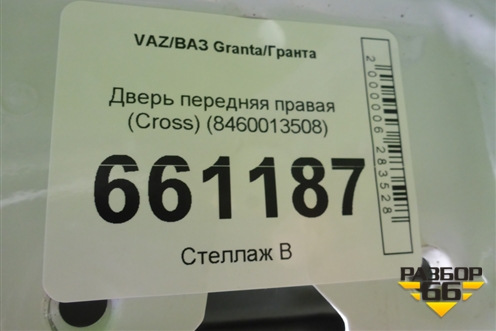 VAZ/ВАЗ Granta/Гранта
Дверь передняя правая
(Cross) (8460013508)
661187
Стеллаж B
2000006283528
РАЗБОР
66